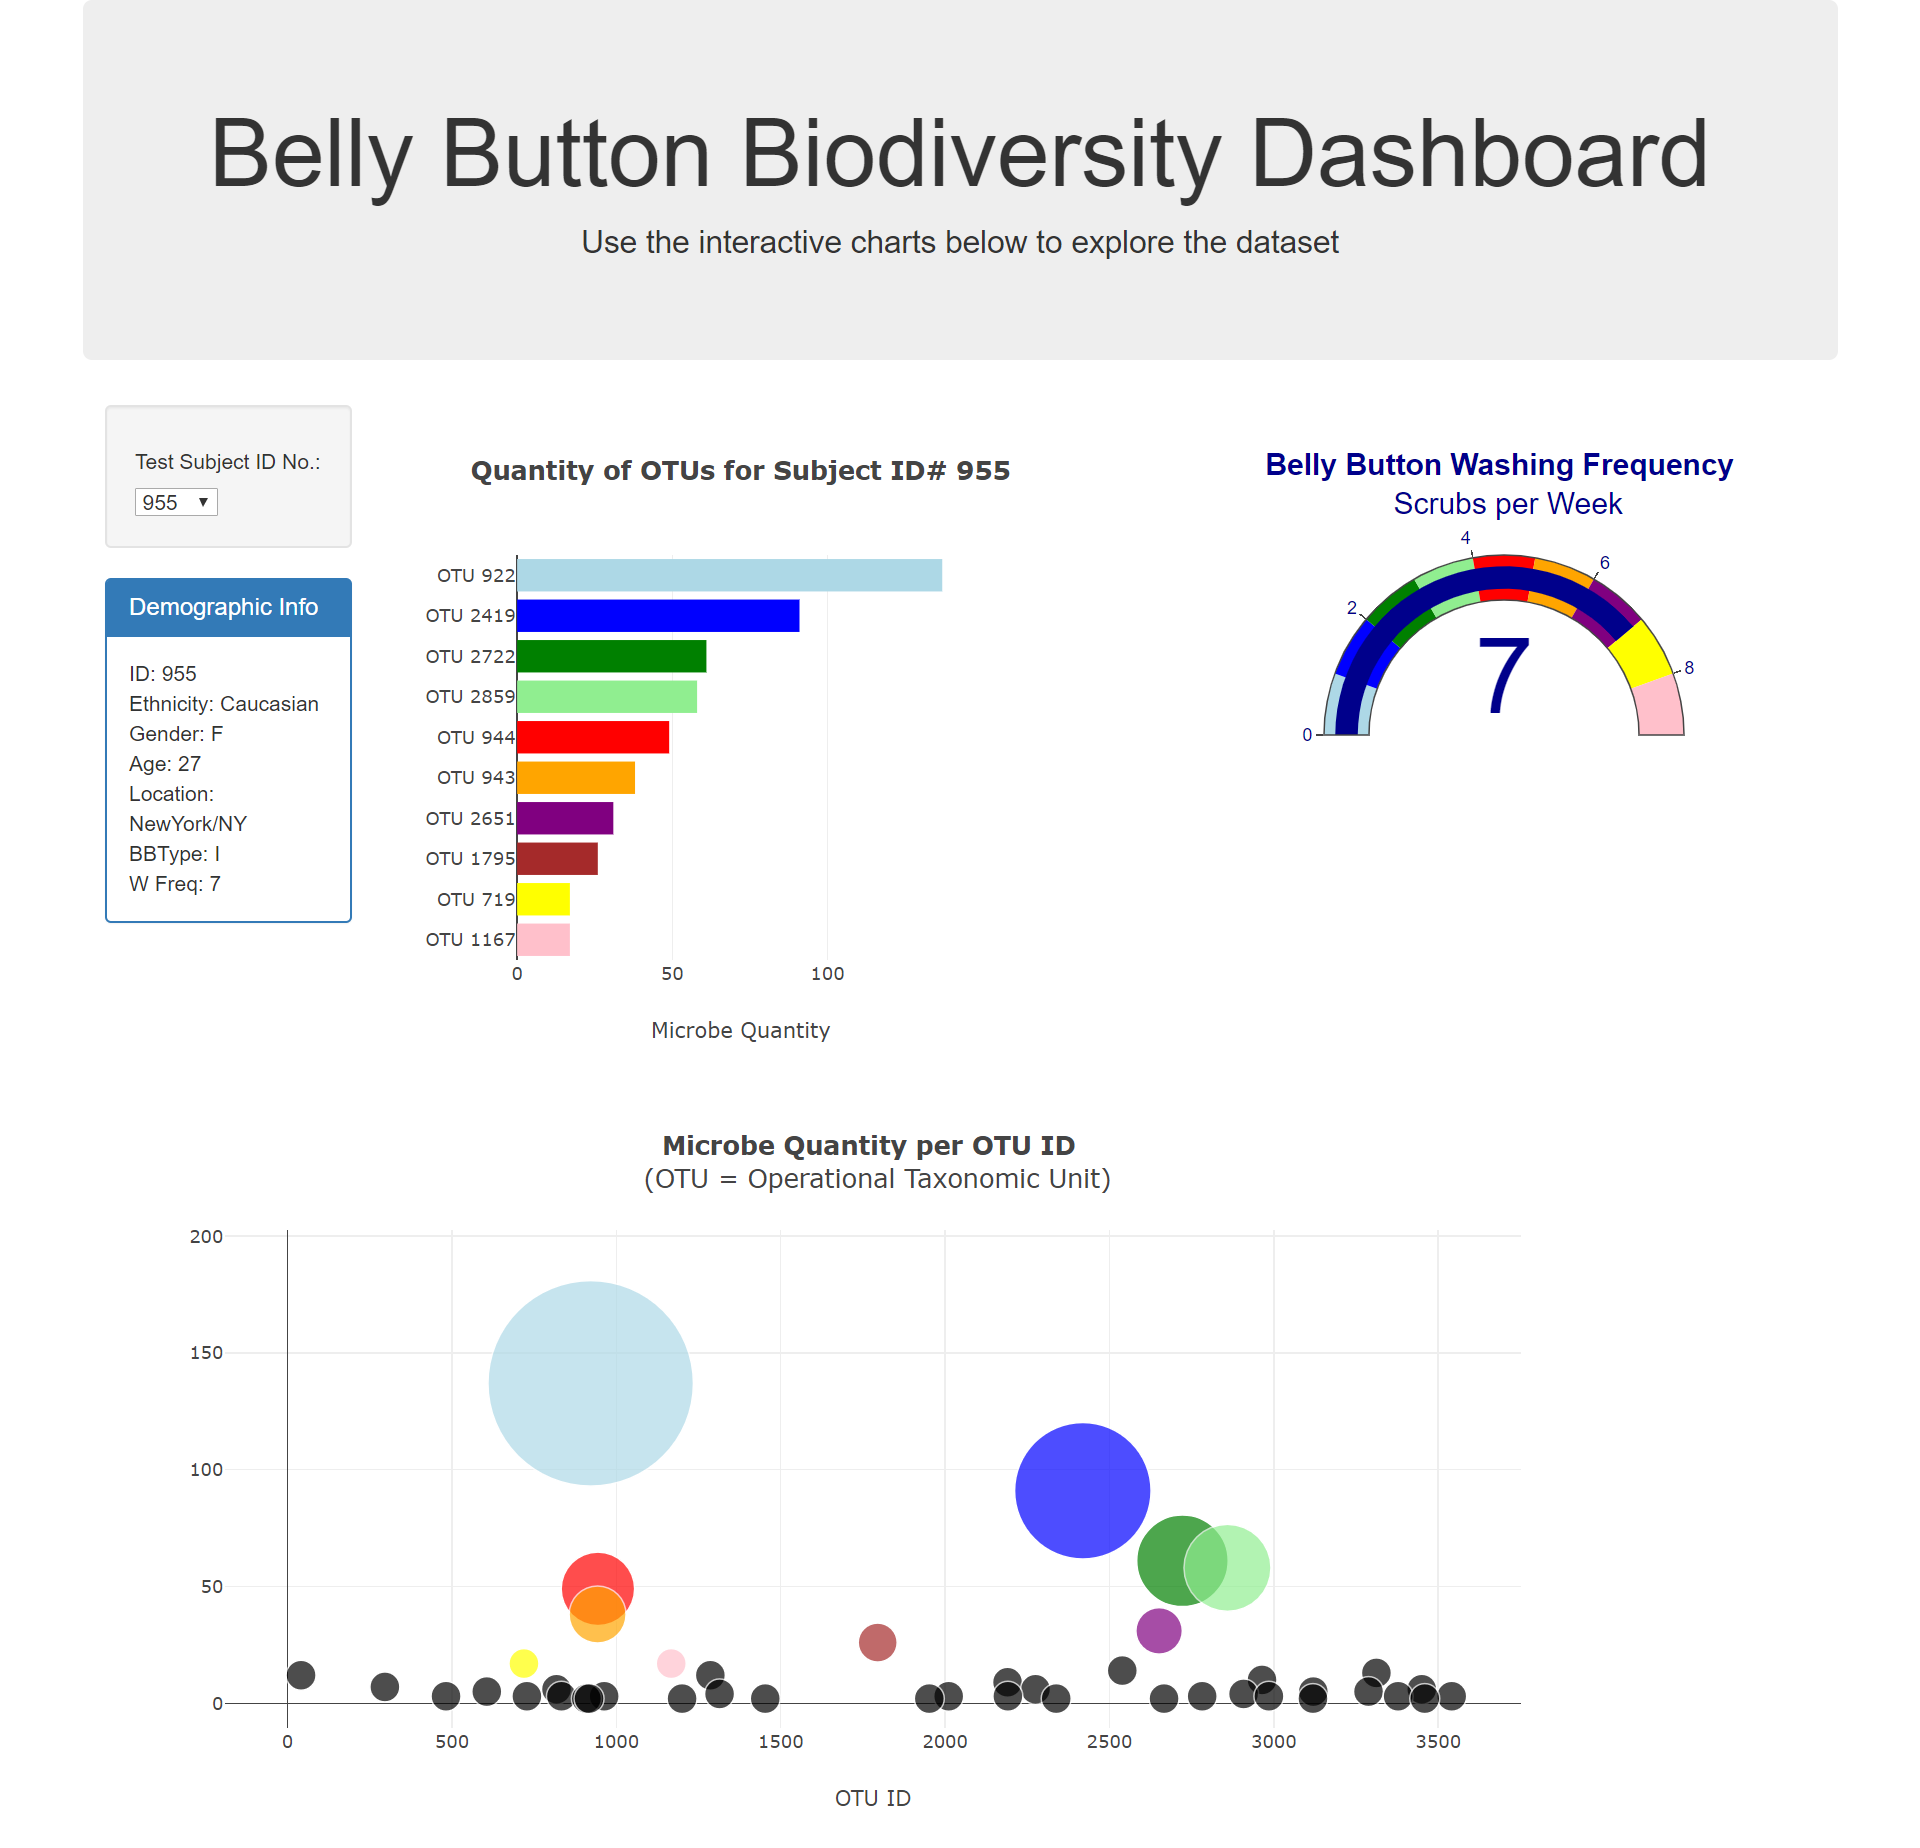 Belly Button Biodiversity Dashboard
Use the interactive charts below to explore the dataset
Test Subject ID No.:
955
Demographic Info
ID: 955
Ethnicity: Caucasian
Gender: F
Age: 27
Location:
NewYork/NY
BBType: I
W Freq: 7
Quantity of OTUs for Subject ID# 955
OTU 922
OTU 2419
OTU 2722
OTU 2859
OTU 944
OTU 943
OTU 2651
OTU 1795
OTU 719
OTU 1167
0 50 100
Microbe Quantity
Belly Button Washing Frequency
Scrubs per Week
0
2
4
6
8
7
Microbe Quantity per OTU ID
(OTU = Operational Taxonomic Unit)
200
150
100
50
0
0 500 1000 1500 2000 2500 3000 3500
OTU ID